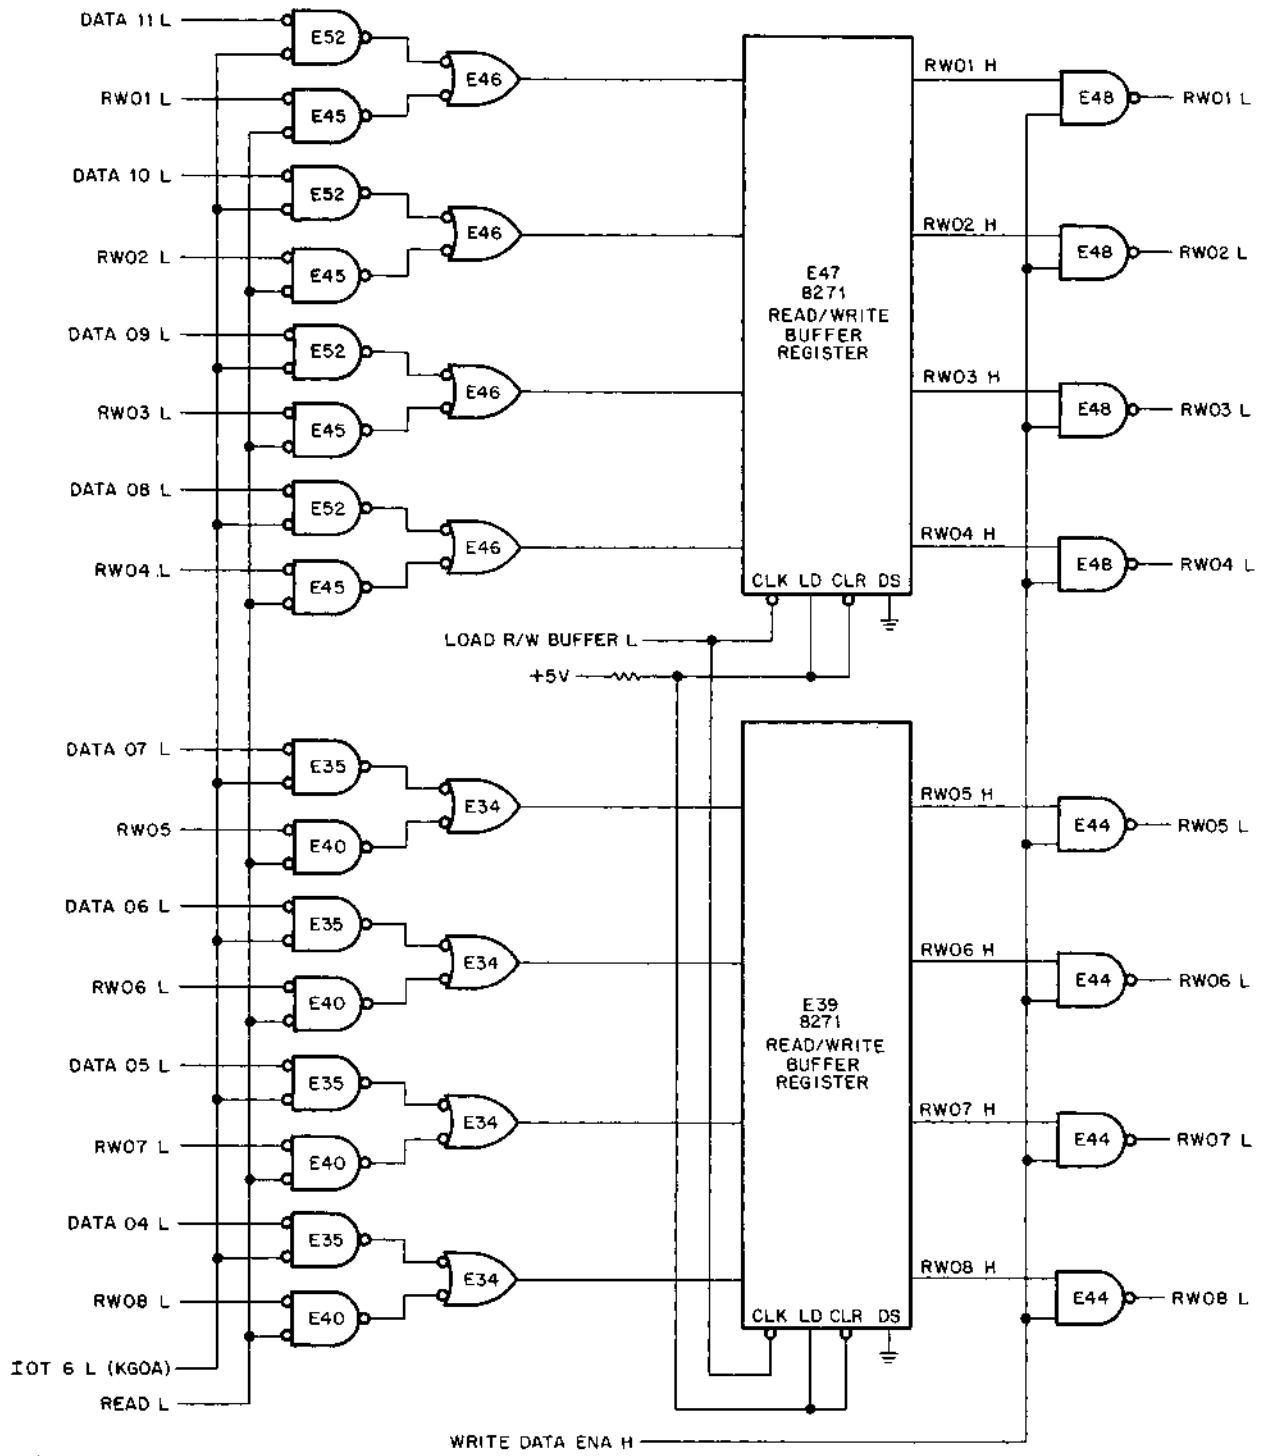 DATA 11 L
E52
E46
RW01 H
E48
RW01 L
RW01 L
E45
DATA 10 L
E52
E46
RW02 H
E48
RW02 L
RW02 L
E45
E47
8271
READ/WRITE
BUFFER
REGISTER
DATA 09 L
E52
E46
RW03 H
E48
RW03 L
RW03 L
E45
DATA 08 L
E52
E46
RW04 H
E48
RW04 L
RW04 L
E45
CLK LD CLR DS
LOAD R/W BUFFER L
+5V
DATA 07 L
E35
E34
RW05 H
E44
RW05 L
RW05
E40
DATA 06 L
E35
E34
RW06 H
E44
RW06 L
RW06 L
E40
E39
8271
READ/WRITE
BUFFER
REGISTER
DATA 05 L
E35
E34
RW07 H
E44
RW07 L
RW07 L
E40
DATA 04 L
E35
E34
RW08 H
E44
RW08 L
RW08 L
E40
CLK LD CLR DS
IOT 6 L (KGOA)
READ L
WRITE DATA ENA H